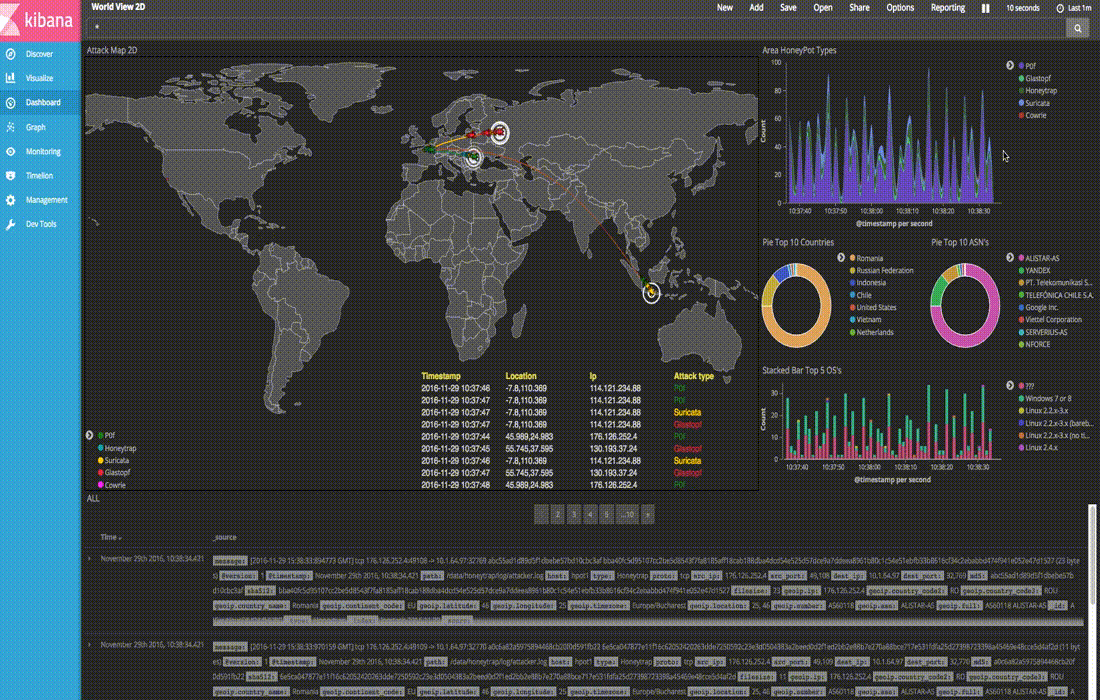 kibana
Discover
Visualize
Dashboard
Graph
Monitoring
Timelion
Management
Dev Tools
World View 2D
New Add Save Open Share Options Reporting 10 seconds Last 1m
*
Attack Map 2D
Timestamp Location Ip Attack type
2016-11-29 10:37:46 -7.8,110.369 114.121.234.88 P0f
2016-11-29 10:37:47 -7.8,110.369 114.121.234.88 P0f
2016-11-29 10:37:47 -7.8,110.369 114.121.234.88 Suricata
2016-11-29 10:37:47 -7.8,110.369 114.121.234.88 Glastopf
2016-11-29 10:37:44 45.989,24.983 176.126.252.4 P0f
2016-11-29 10:37:45 55.745,37.595 130.193.37.24 Glastopf
2016-11-29 10:37:46 -7.8,110.369 114.121.234.88 Suricata
2016-11-29 10:37:47 55.745,37.595 130.193.37.24 Glastopf
2016-11-29 10:37:48 45.989,24.983 176.126.252.4 P0f
P0f
Honeytrap
Suricata
Glastopf
Cowrie
Area HoneyPot Types
Count
100
80
60
40
20
0
10:37:40 10:37:50 10:38:00 10:38:10 10:38:20 10:38:30
@timestamp per second
P0f
Glastopf
Honeytrap
Suricata
Cowrie
Pie Top 10 Countries
Romania
Russian Federation
Indonesia
Chile
United States
Vietnam
Netherlands
Pie Top 10 ASN's
ALISTAR-AS
YANDEX
PT. Telekomunikasi S...
TELEFÓNICA CHILE S.A.
Google Inc.
Viettel Corporation
SERVERIUS-AS
NFORCE
Stacked Bar Top 5 OS's
Count
30
20
10
0
10:37:40 10:37:50 10:38:00 10:38:10 10:38:20 10:38:30
@timestamp per second
???
Windows 7 or 8
Linux 2.2.x-3.x
Linux 2.2.x-3.x (bareb...
Linux 2.2.x-3.x (no ti...
Linux 2.4.x
ALL
2 3 4 5 ...10 »
Time _source
November 29th 2016, 10:38:34.421
message: [2016-11-29 15:38:33 GMT] tcp 176.126.252.4:49108 -> 10.1.64.97:32769 (23 byte
s) @version: 1 @timestamp: November 29th 2016, 10:38:34.421 path: /data/honeytrap/log/attacker.log host: hpot1 type: Honeytrap proto: tcp src_ip: 176.126.252.4 src_port: 49,108 dest_ip: 10.1.64.97 dest_port: 32,769 md5:
sha512: filesize: 23 geoip.ip: 176.126.252.4 geoip.country_code2: RO geoip.country_code3: ROU
geoip.country_name: Romania geoip.continent_code: EU geoip.latitude: 46 geoip.longitude: 25 geoip.timezone: Europe/Bucharest geoip.location: 25, 46 geoip.number: AS60118 geoip.asn: ALISTAR-AS geoip.full: AS60118 ALISTAR-AS _id: A
November 29th 2016, 10:38:34.421
message: [2016-11-29 15:38:33 GMT] tcp 176.126.252.4:49109 -> 10.1.64.97:32770 (11 byt
es) @version: 1 @timestamp: November 29th 2016, 10:38:34.421 path: /data/honeytrap/log/attacker.log host: hpot1 type: Honeytrap proto: tcp src_ip: 176.126.252.4 src_port: 49,109 dest_ip: 10.1.64.97 dest_port: 32,770 md5:
sha512: filesize: 11 geoip.ip: 176.126.252.4
geoip.country_name: Romania geoip.continent_code: EU geoip.latitude: 46 geoip.longitude: 25 geoip.timezone: Europe/Bucharest geoip.location: 25, 46 geoip.number: AS60118 geoip.asn: ALISTAR-AS geoip.full: AS60118 ALISTAR-AS _id: